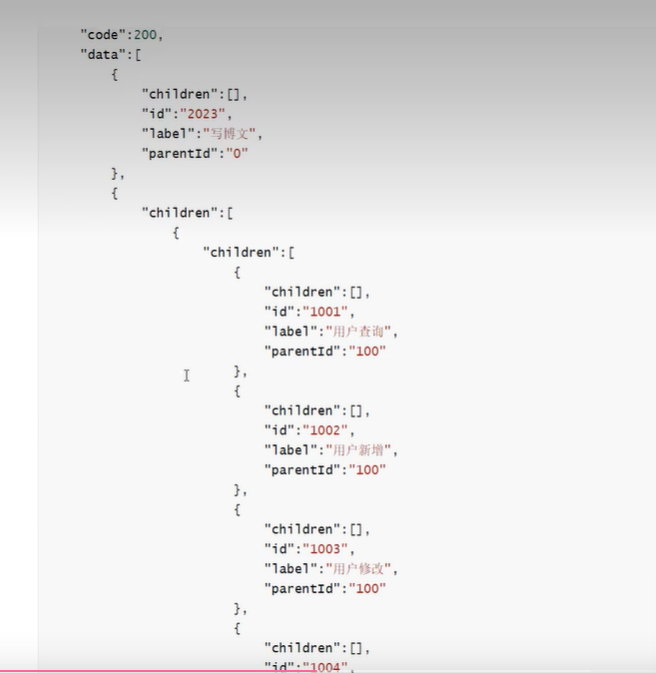 "code":200,
"data":[
{
"children":[],
"id":"2023",
"label":"写博文",
"parentId":"0"
},
{
"children":[
{
"children":[
{
"children":[],
"id":"1001",
"label":"用户查询",
"parentId":"100"
},
{
"children":[],
"id":"1002",
"label":"用户新增",
"parentId":"100"
},
{
"children":[],
"id":"1003",
"label":"用户修改",
"parentId":"100"
},
{
"children":[],
"id":"1004",